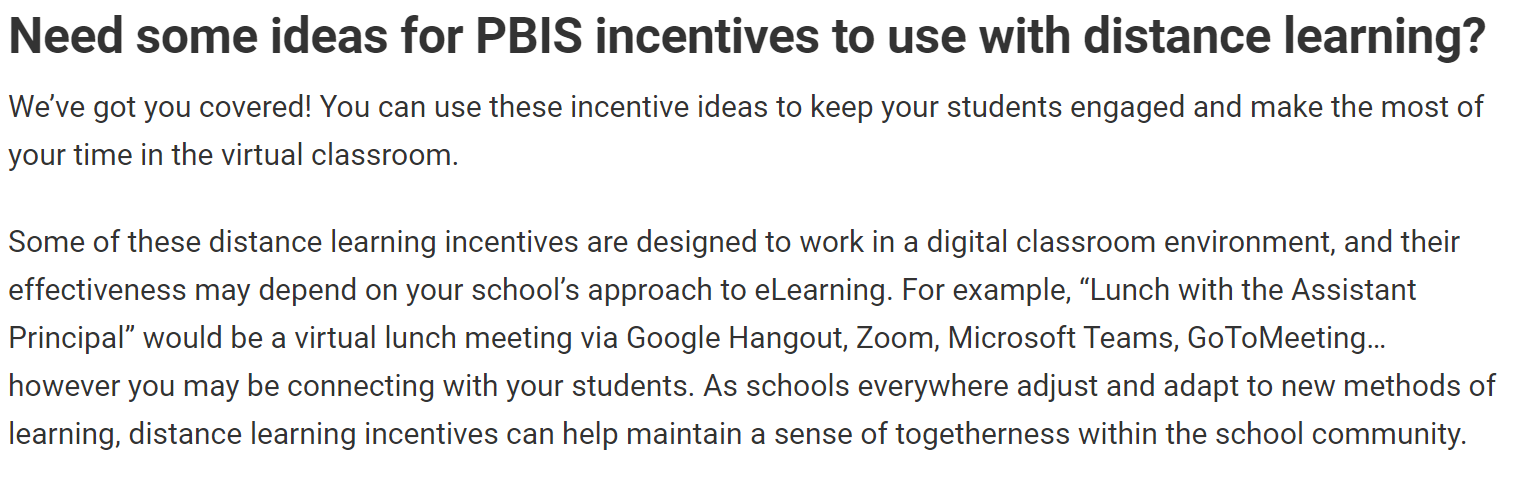 Need some ideas for PBIS incentives to use with distance learning?
We’ve got you covered! You can use these incentive ideas to keep your students engaged and make the most of
your time in the virtual classroom.
Some of these distance learning incentives are designed to work in a digital classroom environment, and their
effectiveness may depend on your school’s approach to eLearning. For example, “Lunch with the Assistant
Principal” would be a virtual lunch meeting via Google Hangout, Zoom, Microsoft Teams, GoToMeeting…
however you may be connecting with your students. As schools everywhere adjust and adapt to new methods of
learning, distance learning incentives can help maintain a sense of togetherness within the school community.